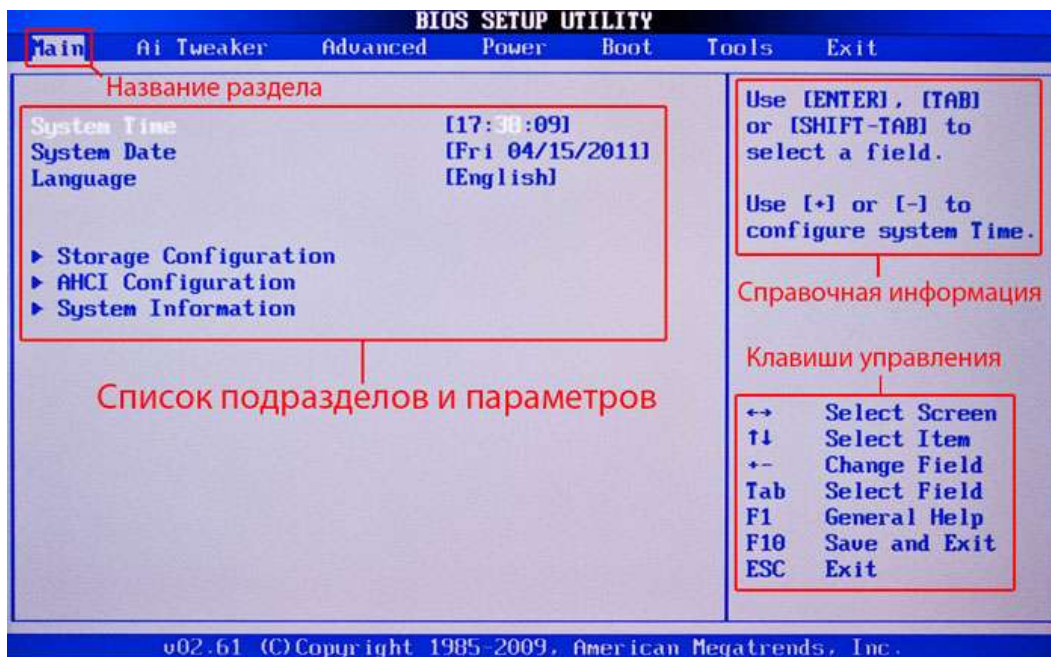 BIOS SETUP UTILITY
Main Ai Tweaker Advanced Power Boot Tools Exit
Название раздела
System Time [17:30:09]
System Date [Fri 04/15/2011]
Language [English]
▶ Storage Configuration
▶ AHCI Configuration
▶ System Information
Список подразделов и параметров
Use [ENTER], [TAB]
or [SHIFT-TAB] to
select a field.
Use [+] or [-] to
configure system Time.
Справочная информация
Клавиши управления
←→ Select Screen
↑↓ Select Item
+- Change Field
Tab Select Field
F1 General Help
F10 Save and Exit
ESC Exit
v02.61 (C)Copyright 1985-2009, American Megatrends, Inc.